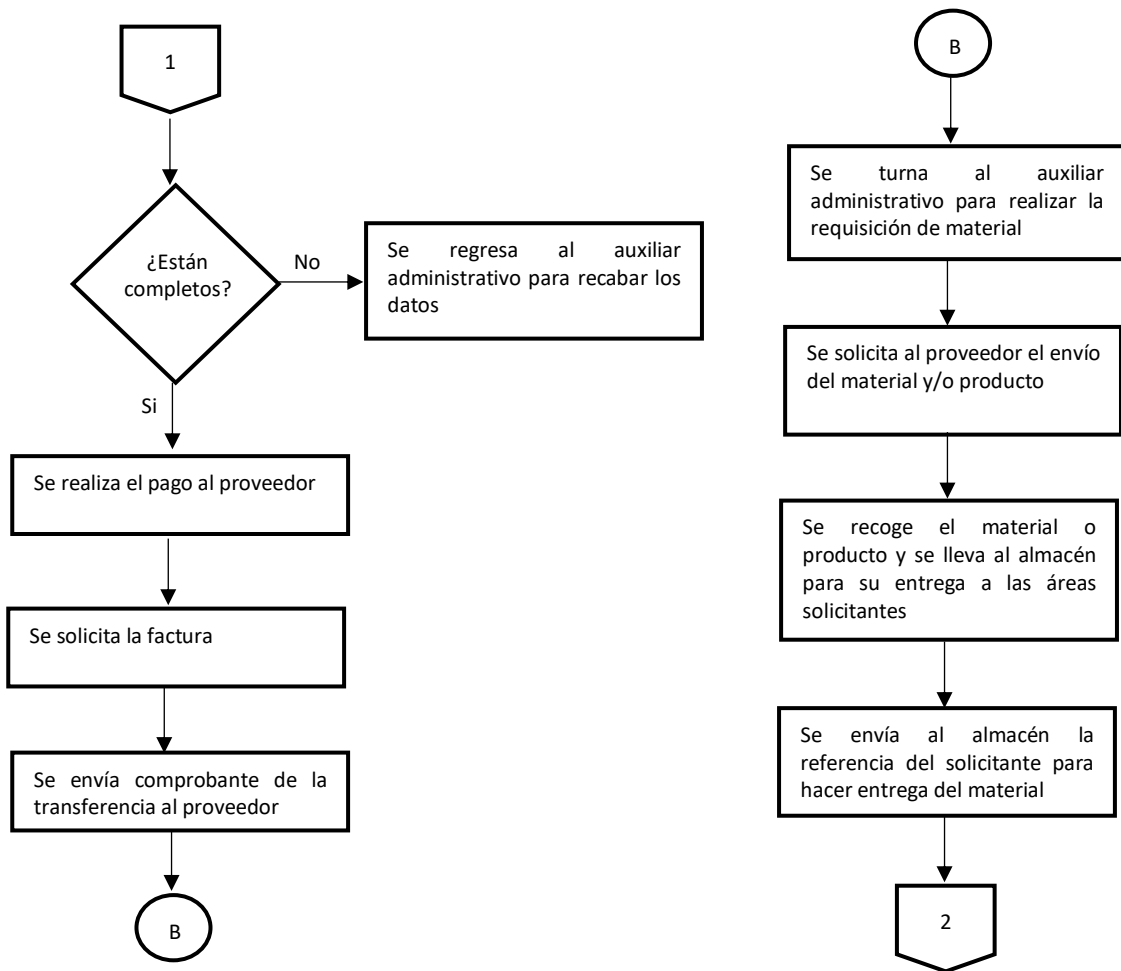 1
¿Están
completos?
No
Se regresa al auxiliar
administrativo para recabar los
datos
Si
Se realiza el pago al proveedor
Se solicita la factura
Se envía comprobante de la
transferencia al proveedor
B
B
Se turna al auxiliar
administrativo para realizar la
requisición de material
Se solicita al proveedor el envío
del material y/o producto
Se recoge el material o
producto y se lleva al almacén
para su entrega a las áreas
solicitantes
Se envía al almacén la
referencia del solicitante para
hacer entrega del material
2